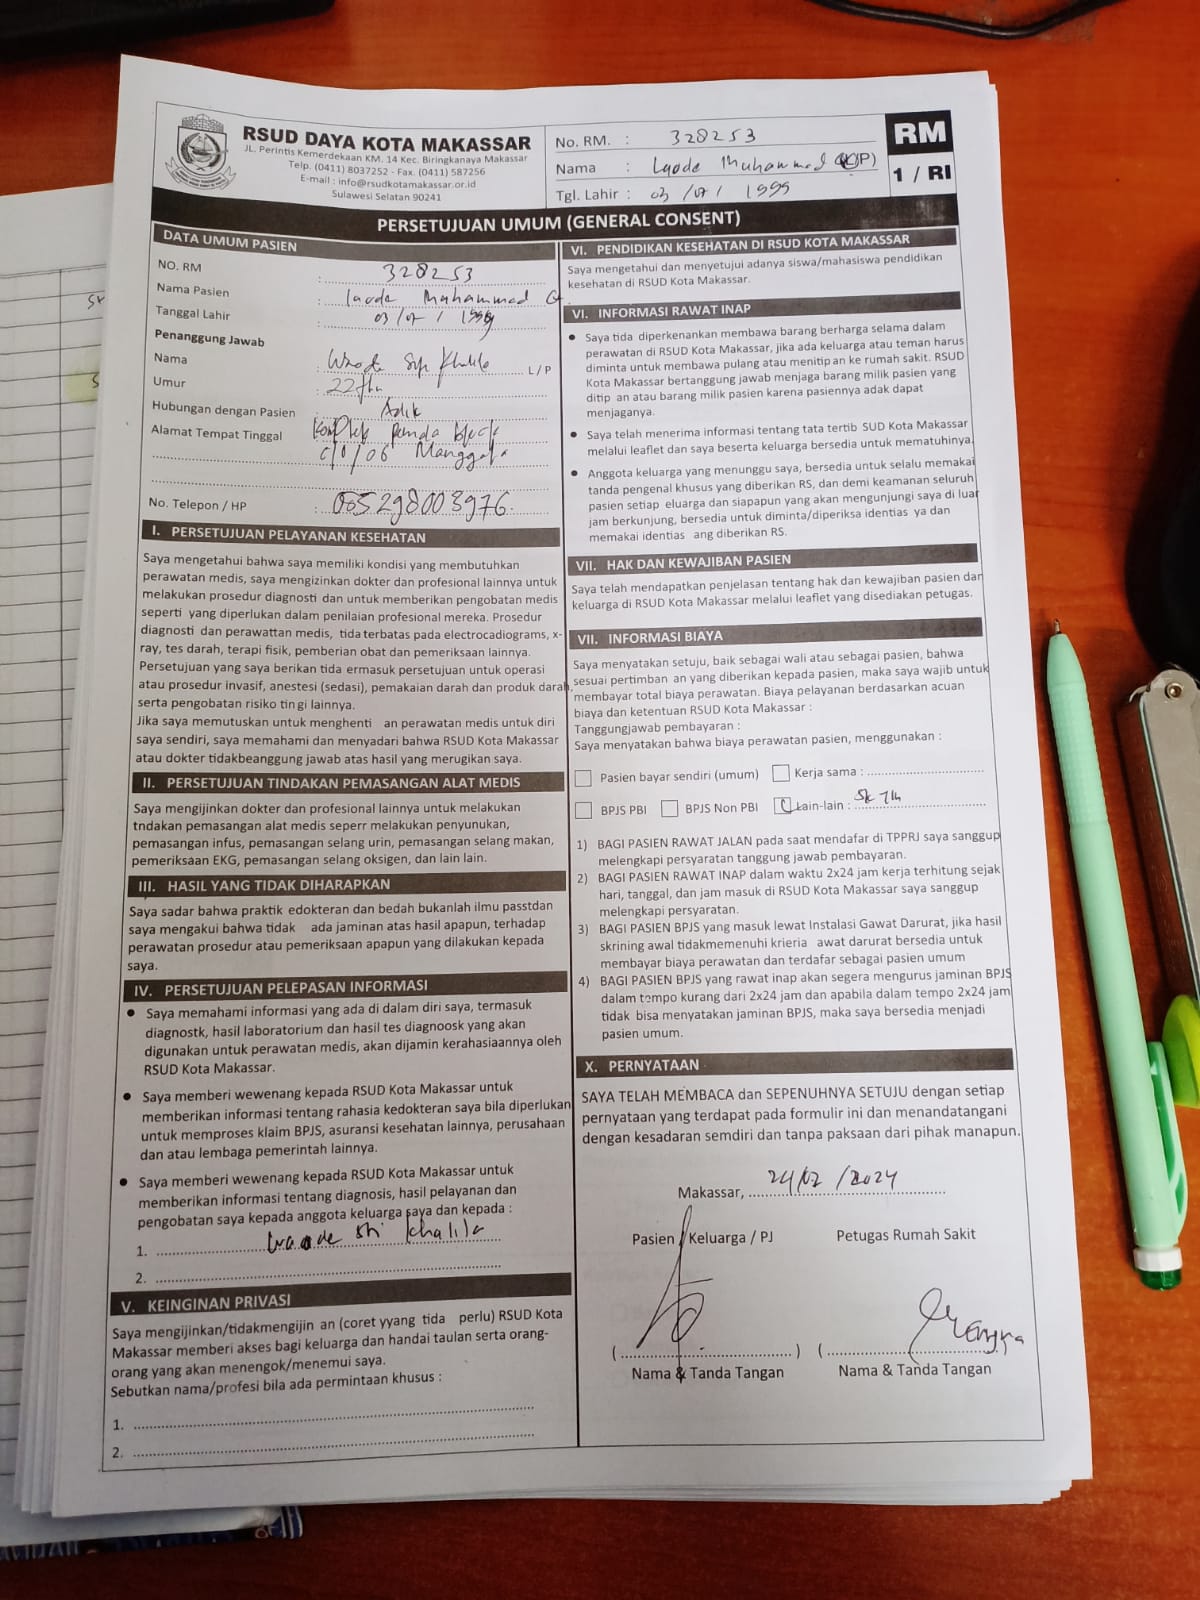 RSUD DAYA KOTA MAKASSAR
JL. Perintis Kemerdekaan KM. 14 Kec. Biringkanaya Makassar
Telp. (0411) 8037252 - Fax. (0411) 587256
E-mail : info@rsudkotamakassar.or.id
Sulawesi Selatan 90241
No. RM. : 328253
Nama : Laode Muhammad (L/P)
Tgl. Lahir : 03 / 07 / 1999
RM
1 / RI
PERSETUJUAN UMUM (GENERAL CONSENT)
DATA UMUM PASIEN
NO. RM : 328253
Nama Pasien : Laode Muhammad G
Tanggal Lahir : 03 / 07 / 1999
Penanggung Jawab
Nama : Waode Khalila L/P
Umur : 22 thn
Hubungan dengan Pasien : Adik
Alamat Tempat Tinggal : Komplek Block
Manggala
No. Telepon / HP : 085298003976
I. PERSETUJUAN PELAYANAN KESEHATAN
Saya mengetahui bahwa saya memiliki kondisi yang membutuhkan
perawatan medis, saya mengizinkan dokter dan profesional lainnya untuk
melakukan prosedur diagnosti dan untuk memberikan pengobatan medis
seperti yang diperlukan dalam penilaian profesional mereka. Prosedur
diagnosti dan perawattan medis, tida terbatas pada electrocadiograms, x-
ray, tes darah, terapi fisik, pemberian obat dan pemeriksaan lainnya.
Persetujuan yang saya berikan tida ermasuk persetujuan untuk operasi
atau prosedur invasif, anestesi (sedasi), pemakaian darah dan produk darah,
serta pengobatan risiko tin gi lainnya.
Jika saya memutuskan untuk menghenti an perawatan medis untuk diri
saya sendiri, saya memahami dan menyadari bahwa RSUD Kota Makassar
atau dokter tidakbeanggung jawab atas hasil yang merugikan saya.
II. PERSETUJUAN TINDAKAN PEMASANGAN ALAT MEDIS
Saya mengijinkan dokter dan profesional lainnya untuk melakukan
tndakan pemasangan alat medis seperr melakukan penyunukan,
pemasangan infus, pemasangan selang urin, pemasangan selang makan,
pemeriksaan EKG, pemasangan selang oksigen, dan lain lain.
III. HASIL YANG TIDAK DIHARAPKAN
Saya sadar bahwa praktik edokteran dan bedah bukanlah ilmu passtdan
saya mengakui bahwa tidak ada jaminan atas hasil apapun, terhadap
perawatan prosedur atau pemeriksaan apapun yang dilakukan kepada
saya.
IV. PERSETUJUAN PELEPASAN INFORMASI
• Saya memahami informasi yang ada di dalam diri saya, termasuk
diagnostk, hasil laboratorium dan hasil tes diagnoosk yang akan
digunakan untuk perawatan medis, akan dijamin kerahasiaannya oleh
RSUD Kota Makassar.
• Saya memberi wewenang kepada RSUD Kota Makassar untuk
memberikan informasi tentang rahasia kedokteran saya bila diperlukan
untuk memproses klaim BPJS, asuransi kesehatan lainnya, perusahaan
dan atau lembaga pemerintah lainnya.
• Saya memberi wewenang kepada RSUD Kota Makassar untuk
memberikan informasi tentang diagnosis, hasil pelayanan dan
pengobatan saya kepada anggota keluarga saya dan kepada :
1. Waode Siti Khalila
2.
V. KEINGINAN PRIVASI
Saya mengijinkan/tidakmengijin an (coret yyang tida perlu) RSUD Kota
Makassar memberi akses bagi keluarga dan handai taulan serta orang-
orang yang akan menengok/menemui saya.
Sebutkan nama/profesi bila ada permintaan khusus :
1.
2.
VI. PENDIDIKAN KESEHATAN DI RSUD KOTA MAKASSAR
Saya mengetahui dan menyetujui adanya siswa/mahasiswa pendidikan
kesehatan di RSUD Kota Makassar.
VI. INFORMASI RAWAT INAP
• Saya tida diperkenankan membawa barang berharga selama dalam
perawatan di RSUD Kota Makassar, jika ada keluarga atau teman harus
diminta untuk membawa pulang atau menitip an ke rumah sakit. RSUD
Kota Makassar bertanggung jawab menjaga barang milik pasien yang
ditip an atau barang milik pasien karena pasiennya adak dapat
menjaganya.
• Saya telah menerima informasi tentang tata tertib SUD Kota Makassar
melalui leaflet dan saya beserta keluarga bersedia untuk mematuhinya.
• Anggota keluarga yang menunggu saya, bersedia untuk selalu memakai
tanda pengenal khusus yang diberikan RS, dan demi keamanan seluruh
pasien setiap eluarga dan siapapun yang akan mengunjungi saya di luar
jam berkunjung, bersedia untuk diminta/diperiksa identias ya dan
memakai identias ang diberikan RS.
VII. HAK DAN KEWAJIBAN PASIEN
Saya telah mendapatkan penjelasan tentang hak dan kewajiban pasien dan
keluarga di RSUD Kota Makassar melalui leaflet yang disediakan petugas.
VII. INFORMASI BIAYA
Saya menyatakan setuju, baik sebagai wali atau sebagai pasien, bahwa
sesuai pertimban an yang diberikan kepada pasien, maka saya wajib untuk
membayar total biaya perawatan. Biaya pelayanan berdasarkan acuan
biaya dan ketentuan RSUD Kota Makassar :
Tanggungjawab pembayaran :
Saya menyatakan bahwa biaya perawatan pasien, menggunakan :
Pasien bayar sendiri (umum) Kerja sama :
BPJS PBI BPJS Non PBI Lain-lain :
1) BAGI PASIEN RAWAT JALAN pada saat mendafar di TPPRJ saya sanggup
melengkapi persyaratan tanggung jawab pembayaran.
2) BAGI PASIEN RAWAT INAP dalam waktu 2x24 jam kerja terhitung sejak
hari, tanggal, dan jam masuk di RSUD Kota Makassar saya sanggup
melengkapi persyaratan.
3) BAGI PASIEN BPJS yang masuk lewat Instalasi Gawat Darurat, jika hasil
skrining awal tidakmemenuhi krieria awat darurat bersedia untuk
membayar biaya perawatan dan terdafar sebagai pasien umum
4) BAGI PASIEN BPJS yang rawat inap akan segera mengurus jaminan BPJS
dalam tempo kurang dari 2x24 jam dan apabila dalam tempo 2x24 jam
tidak bisa menyatakan jaminan BPJS, maka saya bersedia menjadi
pasien umum.
X. PERNYATAAN
SAYA TELAH MEMBACA dan SEPENUHNYA SETUJU dengan setiap
pernyataan yang terdapat pada formulir ini dan menandatangani
dengan kesadaran semdiri dan tanpa paksaan dari pihak manapun.
Makassar, 24/02 /2024
Pasien / Keluarga / PJ Petugas Rumah Sakit
( ) (
Nama & Tanda Tangan Nama & Tanda Tangan